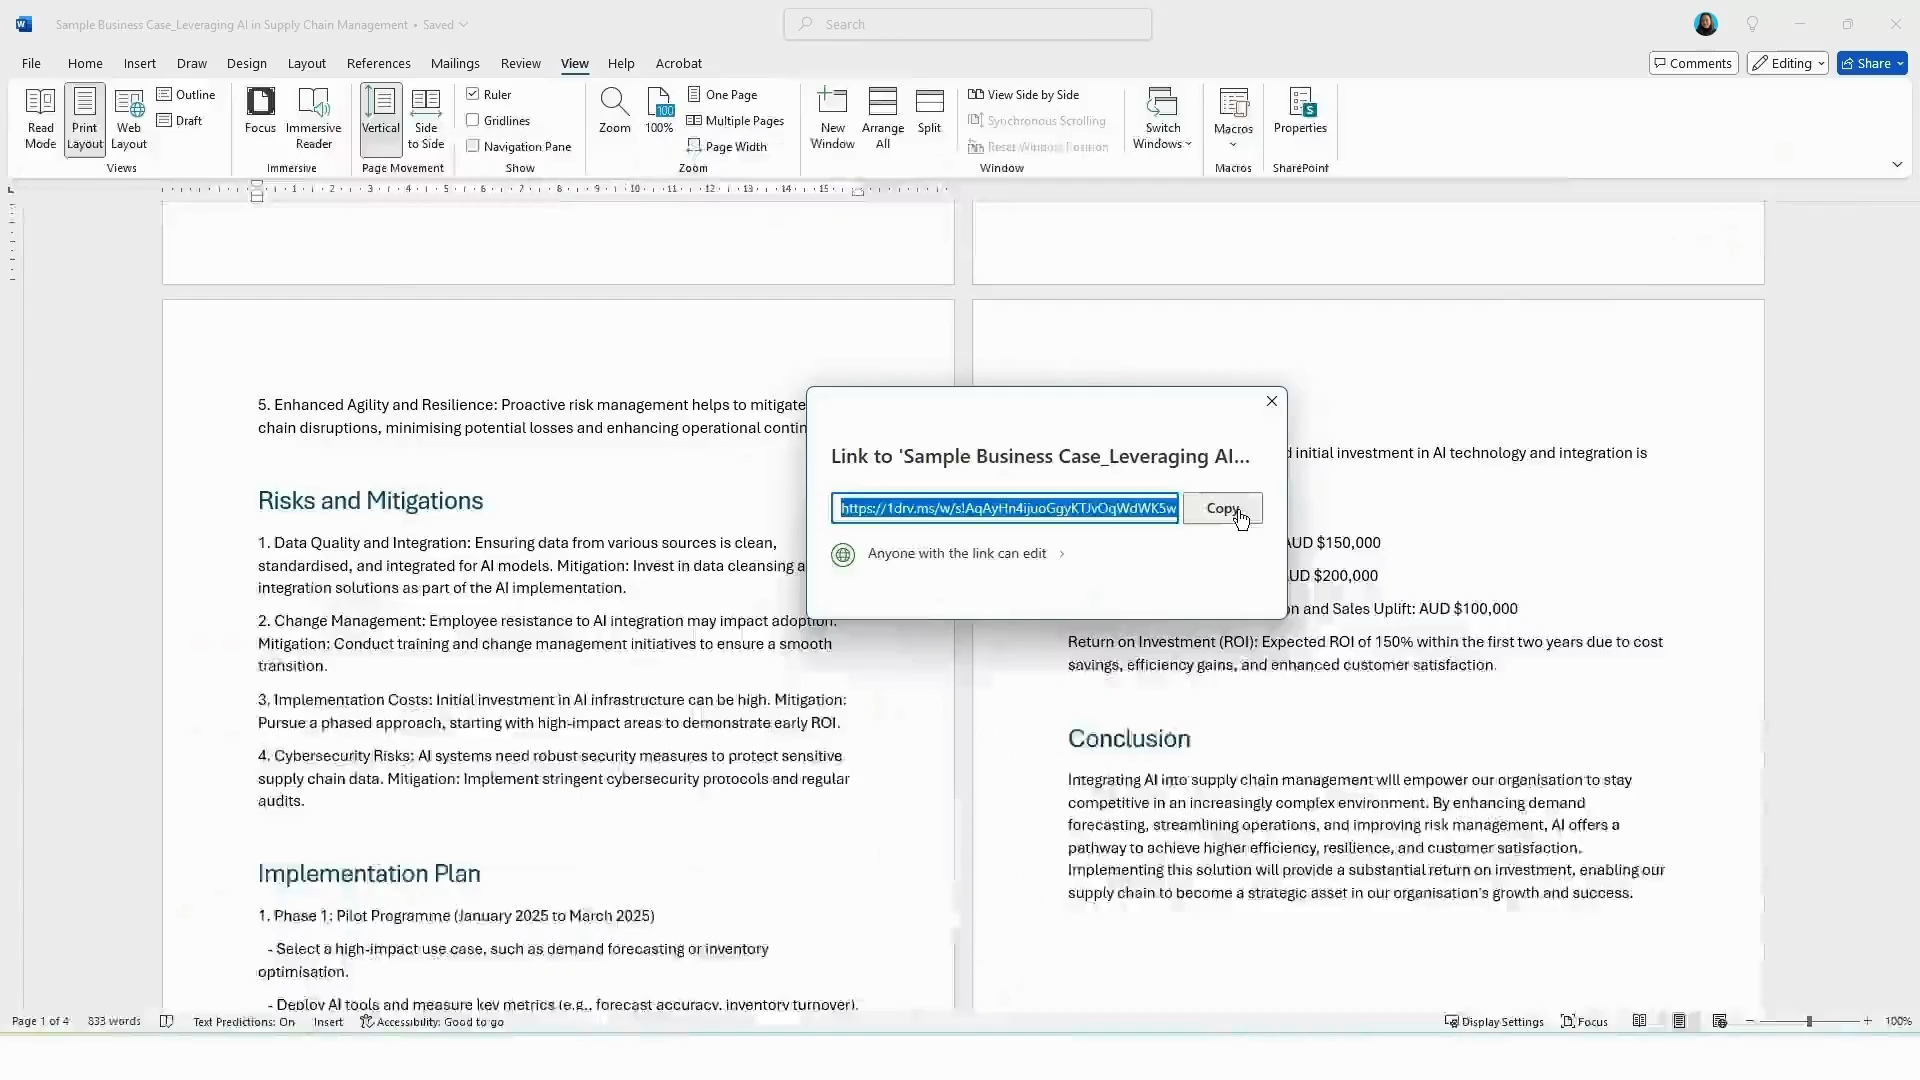 Sample Business Case_Leveraging AI in Supply Chain Management • Saved
Search
File Home Insert Draw Design Layout References Mailings Review View Help Acrobat
Comments Editing Share
Read Mode
Print Layout
Web Layout
Outline
Draft
Views
Focus
Immersive Reader
Immersive
Vertical
Side to Side
Page Movement
Ruler
Gridlines
Navigation Pane
Show
Zoom
100
100%
One Page
Multiple Pages
Page Width
Zoom
New Window
Arrange All
Split
View Side by Side
Synchronous Scrolling
Reset Window Position
Window
Switch Windows
Macros
Macros
Properties
SharePoint
1 2 3 4 5 6 7 8 9 10 11 12 13 14 15
5. Enhanced Agility and Resilience: Proactive risk management helps to mitigate
chain disruptions, minimising potential losses and enhancing operational contin
Risks and Mitigations
1. Data Quality and Integration: Ensuring data from various sources is clean,
standardised, and integrated for AI models. Mitigation: Invest in data cleansing a
integration solutions as part of the AI implementation.
2. Change Management: Employee resistance to AI integration may impact adoption.
Mitigation: Conduct training and change management initiatives to ensure a smooth
transition.
3. Implementation Costs: Initial investment in AI infrastructure can be high. Mitigation:
Pursue a phased approach, starting with high-impact areas to demonstrate early ROI.
4. Cybersecurity Risks: AI systems need robust security measures to protect sensitive
supply chain data. Mitigation: Implement stringent cybersecurity protocols and regular
audits.
Implementation Plan
1. Phase 1: Pilot Programme (January 2025 to March 2025)
- Select a high-impact use case, such as demand forecasting or inventory
optimisation.
- Deploy AI tools and measure key metrics (e.g., forecast accuracy, inventory turnover).
Link to 'Sample Business Case_Leveraging AI...
https://1drv.ms/w/s!AqAyHn4ijuoGgyKTJvOqWdWK5w
Copy
Anyone with the link can edit
initial investment in AI technology and integration is
AUD $150,000
AUD $200,000
n and Sales Uplift: AUD $100,000
Return on Investment (ROI): Expected ROI of 150% within the first two years due to cost
savings, efficiency gains, and enhanced customer satisfaction.
Conclusion
Integrating AI into supply chain management will empower our organisation to stay
competitive in an increasingly complex environment. By enhancing demand
forecasting, streamlining operations, and improving risk management, AI offers a
pathway to achieve higher efficiency, resilience, and customer satisfaction.
Implementing this solution will provide a substantial return on investment, enabling our
supply chain to become a strategic asset in our organisation's growth and success.
Page 1 of 4 833 words Text Predictions: On Insert Accessibility: Good to go
Display Settings Focus 100%